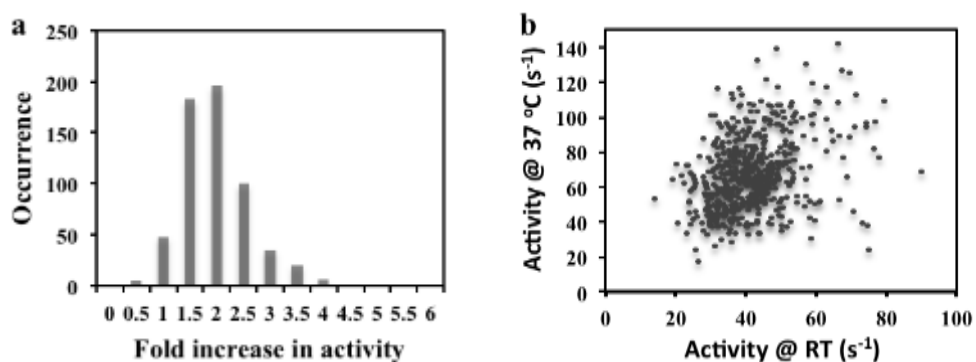 a
250
200
150
100
50
0
Occurrence
0 0.5 1 1.5 2 2.5 3 3.5 4 4.5 5 5.5 6
Fold increase in activity
b
140
120
100
80
60
40
20
0
Activity @ 37 °C (s⁻¹)
0 20 40 60 80 100
Activity @ RT (s⁻¹)